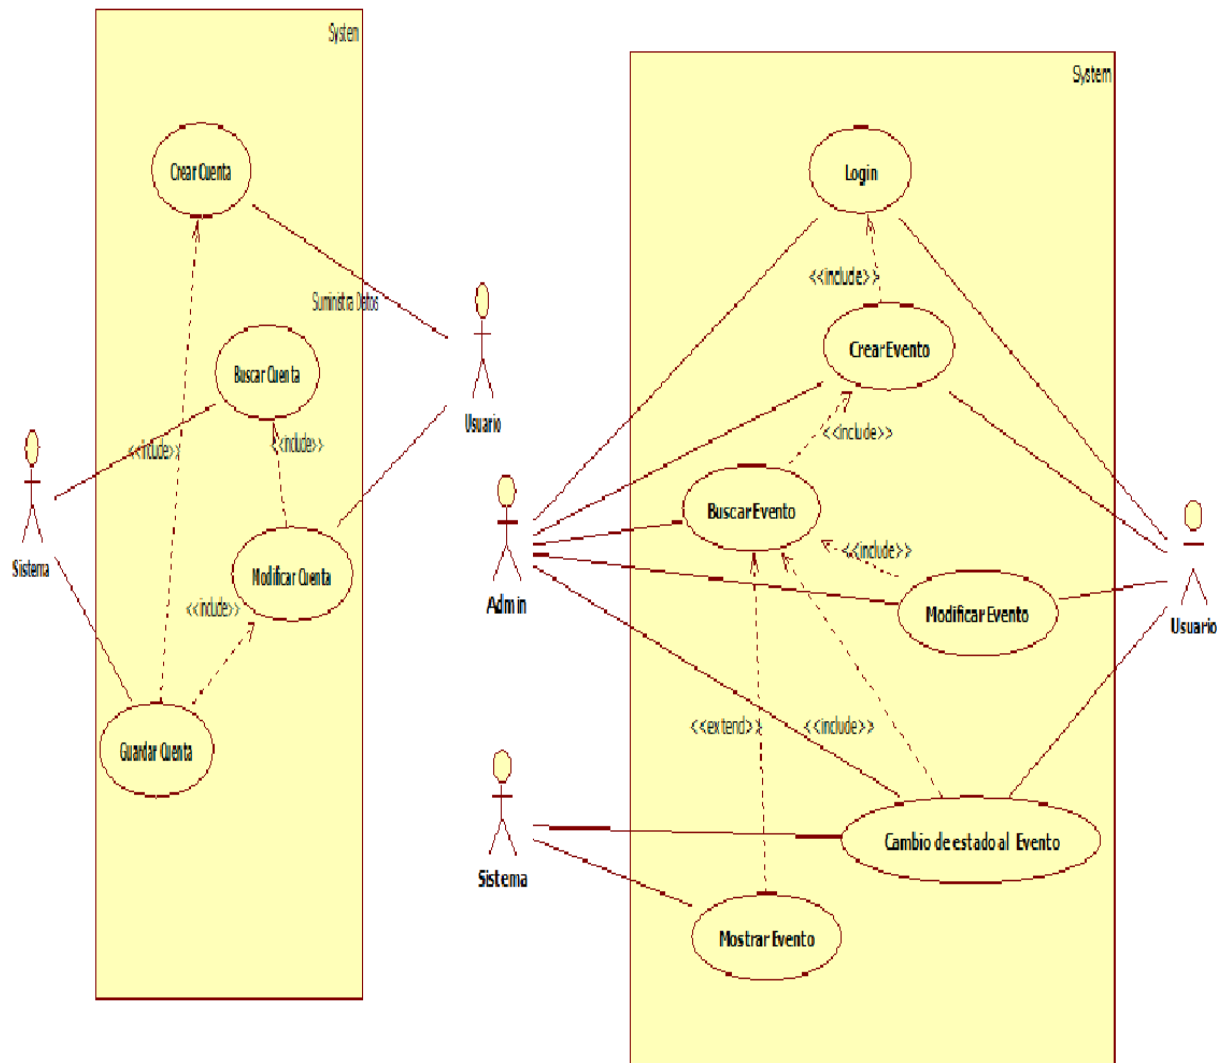 System
Crear Cuenta
Suministra Datos
Buscar Cuenta
Usuario
<<include>>
<<include>>
Sistema
Modificar Cuenta
<<include>>
Guardar Cuenta
System
Login
<<include>>
Crear Evento
<<include>>
Buscar Evento
<<include>>
Admin
Modificar Evento
Usuario
<<extend>>
<<include>>
Cambio de estado al Evento
Sistema
Mostrar Evento